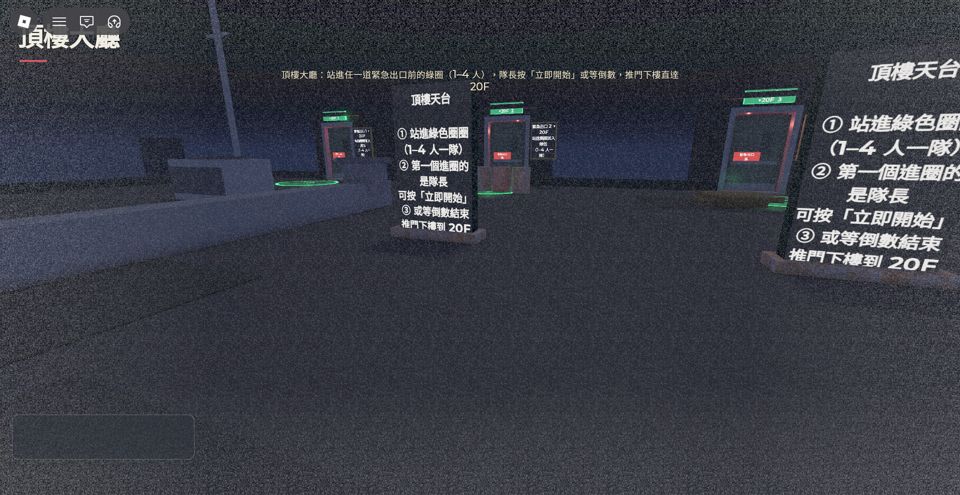 頂樓大廳
頂樓大廳：站進任一道緊急出口前的綠圈（1–4 人），隊長按「立即開始」或等倒數，推門下樓直達
20F
頂樓天台
① 站進綠色圈圈
（1–4 人一隊）
② 第一個進圈的
是隊長
可按「立即開始」
③ 或等倒數結束
推門下樓到 20F
頂樓天台
① 站進綠色圈圈
（1–4 人一隊）
② 第一個進圈的
是隊長
可按「立即開始」
③ 或等倒數結束
推門下樓到 20F